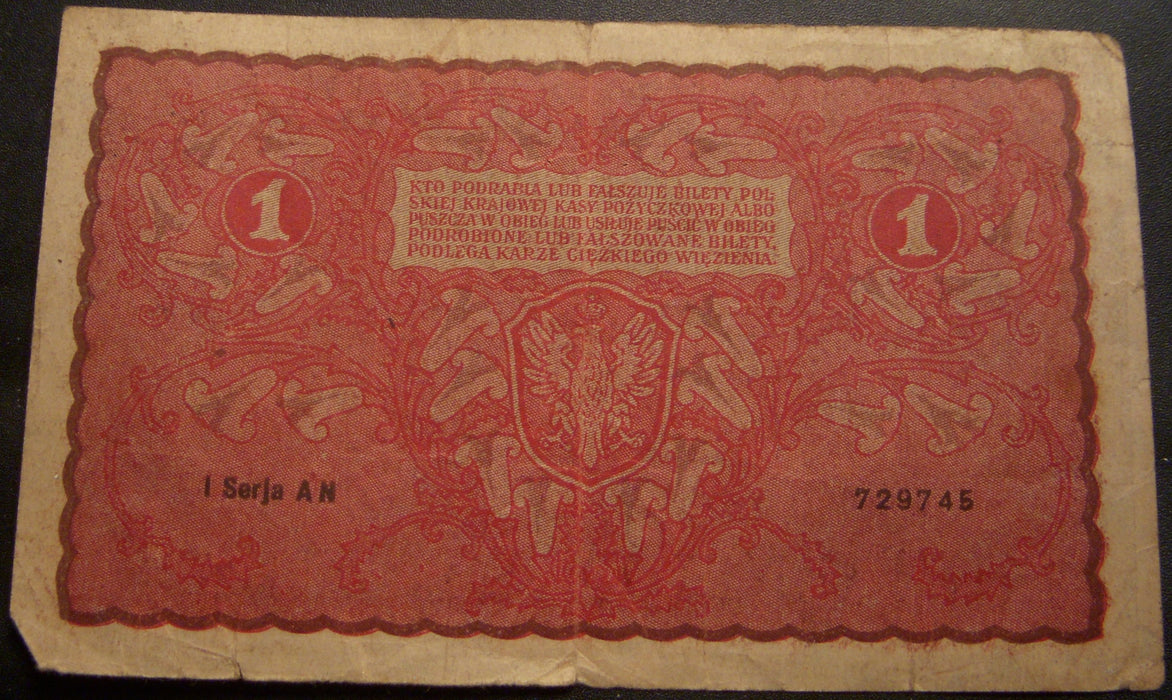 1
KTO PODRABIA LUB FAŁSZUJE BILETY POL-
SKIEJ KRAJOWEJ KASY POŻYCZKOWEJ ALBO
PUSZCZA W OBIEG LUB USIŁUJE PUŚCIĆ W OBIEG
PODROBIONE LUB FAŁSZOWANE BILETY,
PODLEGA KARZE CIĘŻKIEGO WIĘZIENIA.
1
I Serja A N
729745